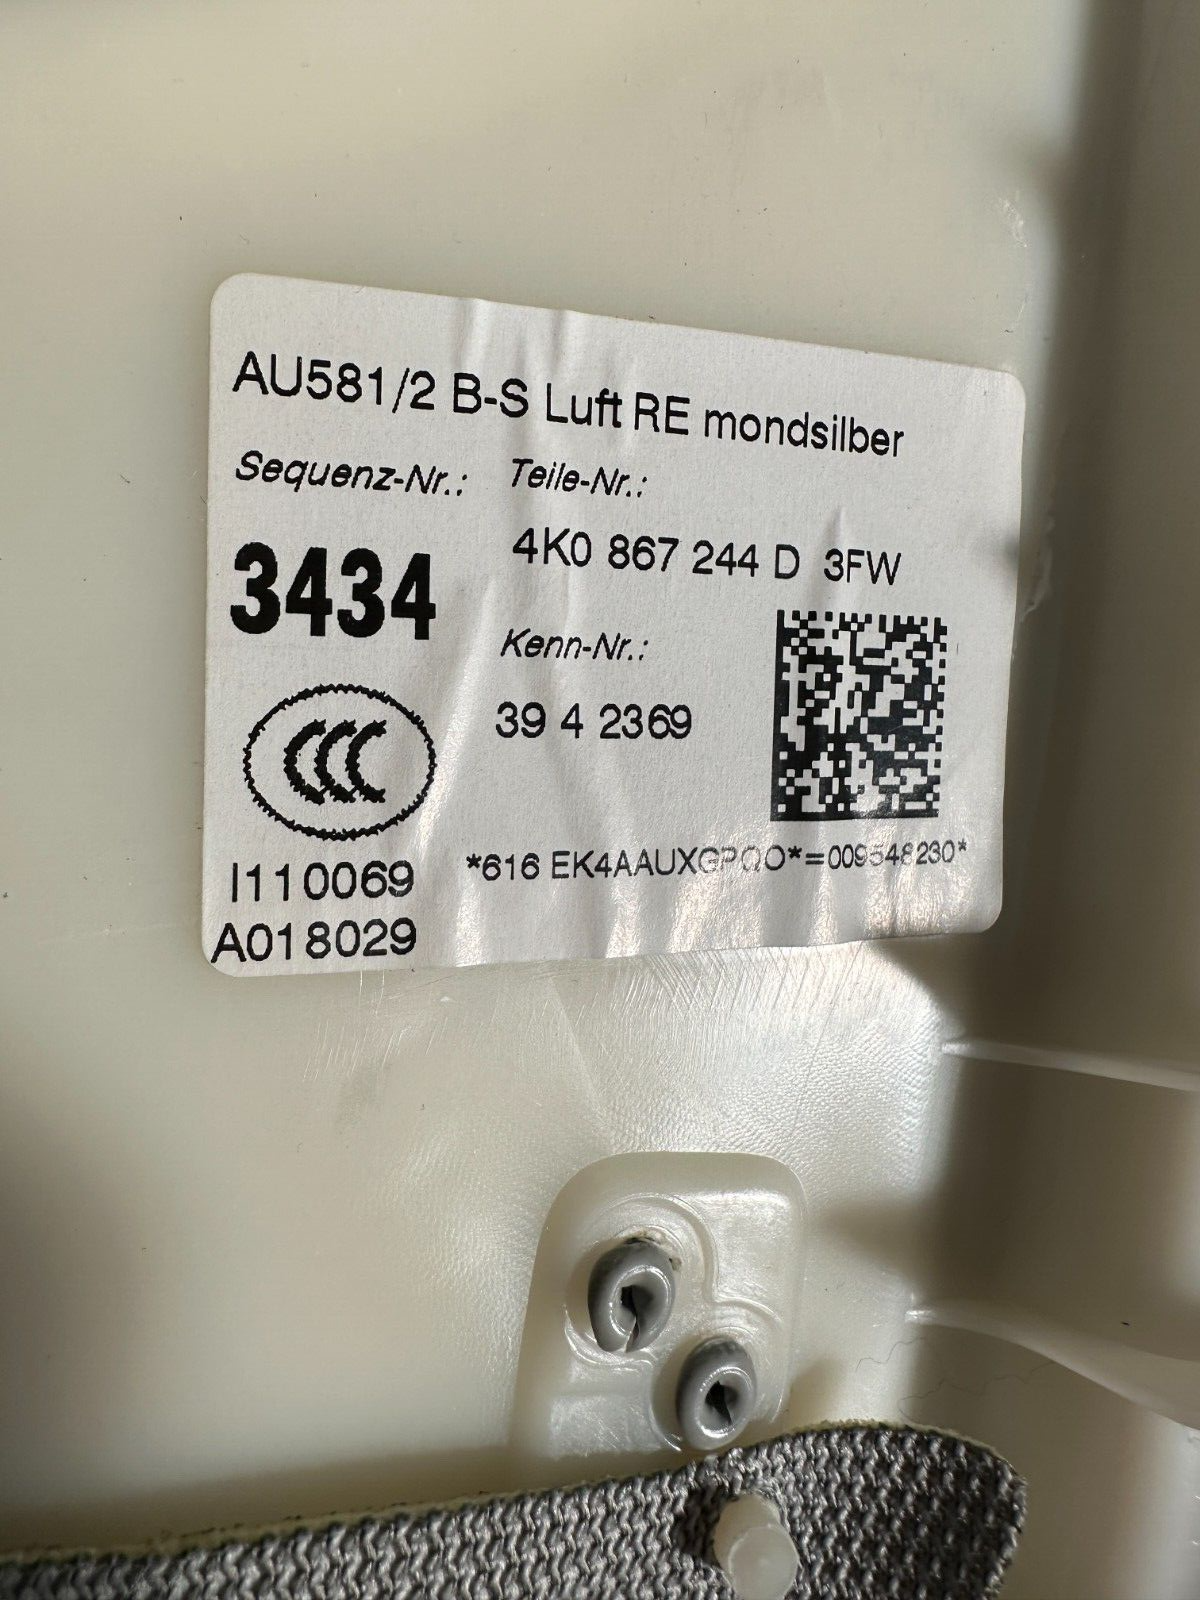 AU581/2 B-S Luft RE mondsilber
Sequenz-Nr.: Teile-Nr.:
3434 4K0 867 244 D 3FW
Kenn-Nr.:
39 4 2369
CCC
I110069
*616 EK4AAUXGPQO*=009548230*
A018029